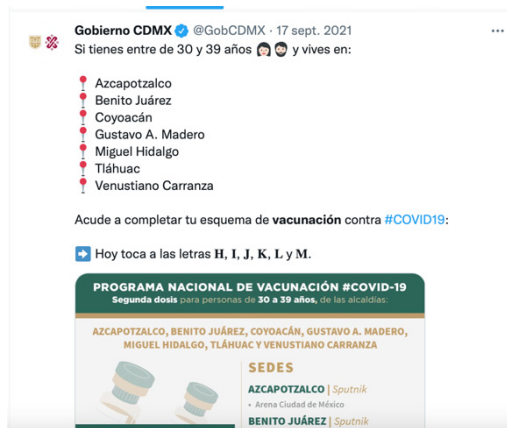 Gobierno CDMX @GobCDMX · 17 sept. 2021
Si tienes entre de 30 y 39 años y vives en:
Azcapotzalco
Benito Juárez
Coyoacán
Gustavo A. Madero
Miguel Hidalgo
Tláhuac
Venustiano Carranza
Acude a completar tu esquema de vacunación contra #COVID19:
Hoy toca a las letras H, I, J, K, L y M.
PROGRAMA NACIONAL DE VACUNACIÓN #COVID-19
Segunda dosis para personas de 30 a 39 años, de las alcaldías:
AZCAPOTZALCO, BENITO JUÁREZ, COYOACÁN, GUSTAVO A. MADERO,
MIGUEL HIDALGO, TLÁHUAC Y VENUSTIANO CARRANZA
SEDES
AZCAPOTZALCO | Sputnik
• Arena Ciudad de México
BENITO JUÁREZ | Sputnik